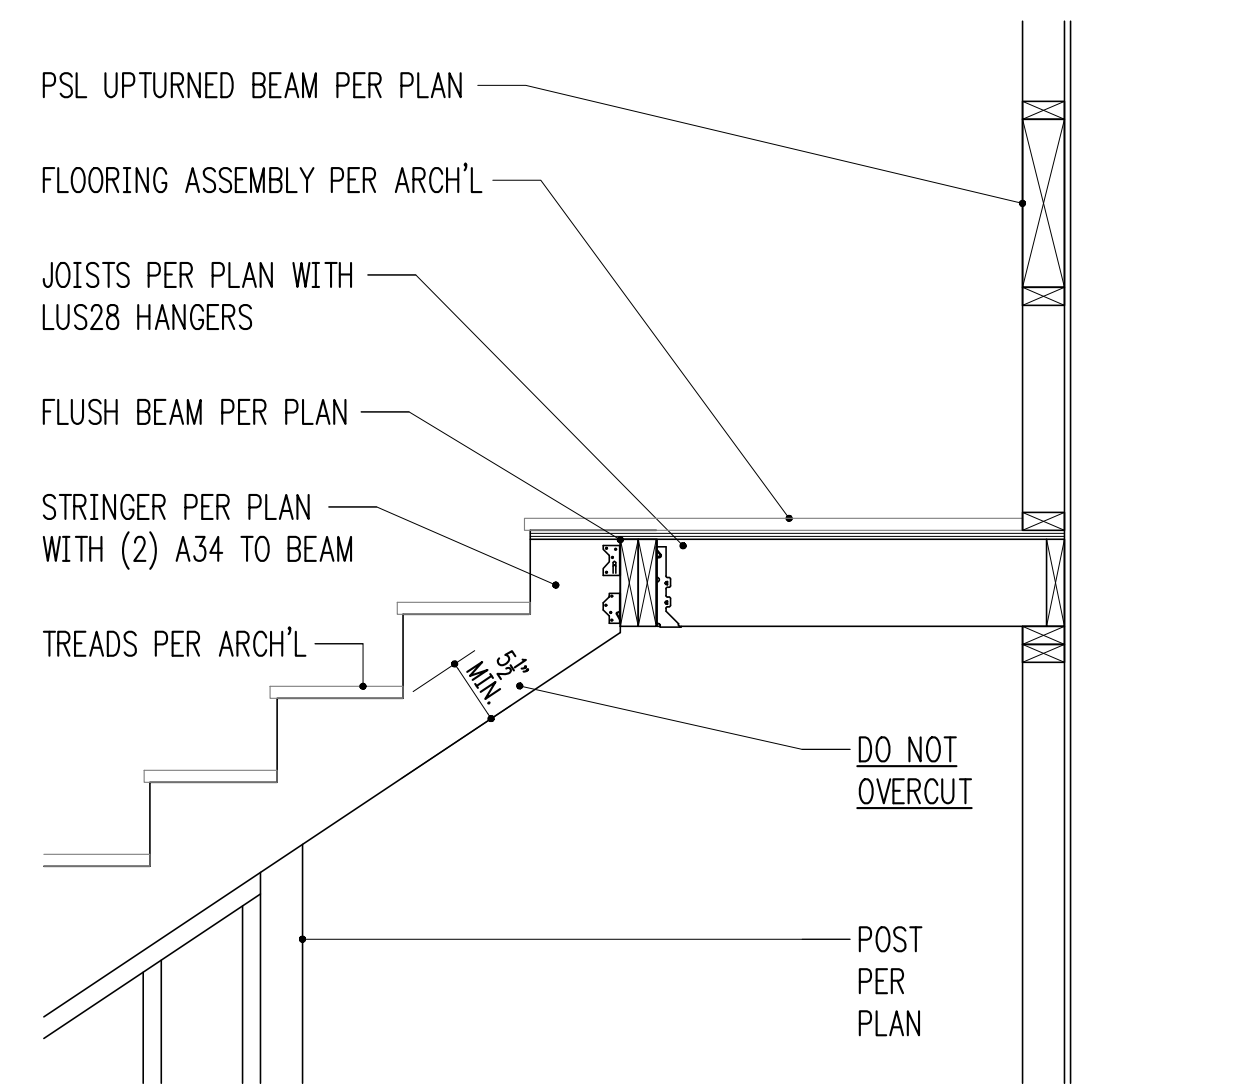 PSL UPTURNED BEAM PER PLAN
FLOORING ASSEMBLY PER ARCH'L
JOISTS PER PLAN WITH
LUS28 HANGERS
FLUSH BEAM PER PLAN
STRINGER PER PLAN
WITH (2) A34 TO BEAM
TREADS PER ARCH'L
5 1/2"
MIN.
DO NOT
OVERCUT
POST
PER
PLAN